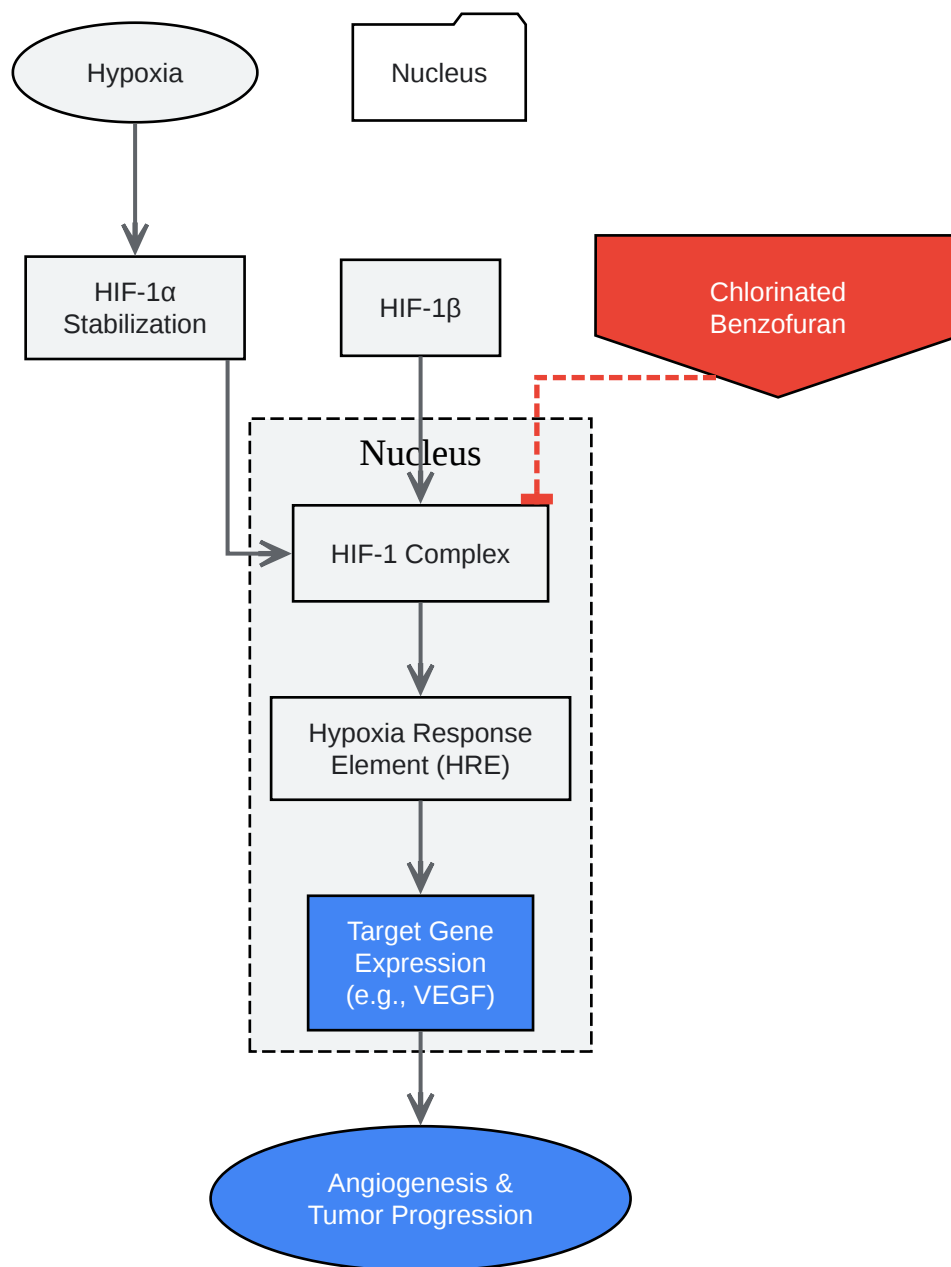 Hypoxia
Nucleus
HIF-1α
Stabilization
HIF-1β
Chlorinated
Benzofuran
Nucleus
HIF-1 Complex
Hypoxia Response
Element (HRE)
Target Gene
Expression
(e.g., VEGF)
Angiogenesis &
Tumor Progression